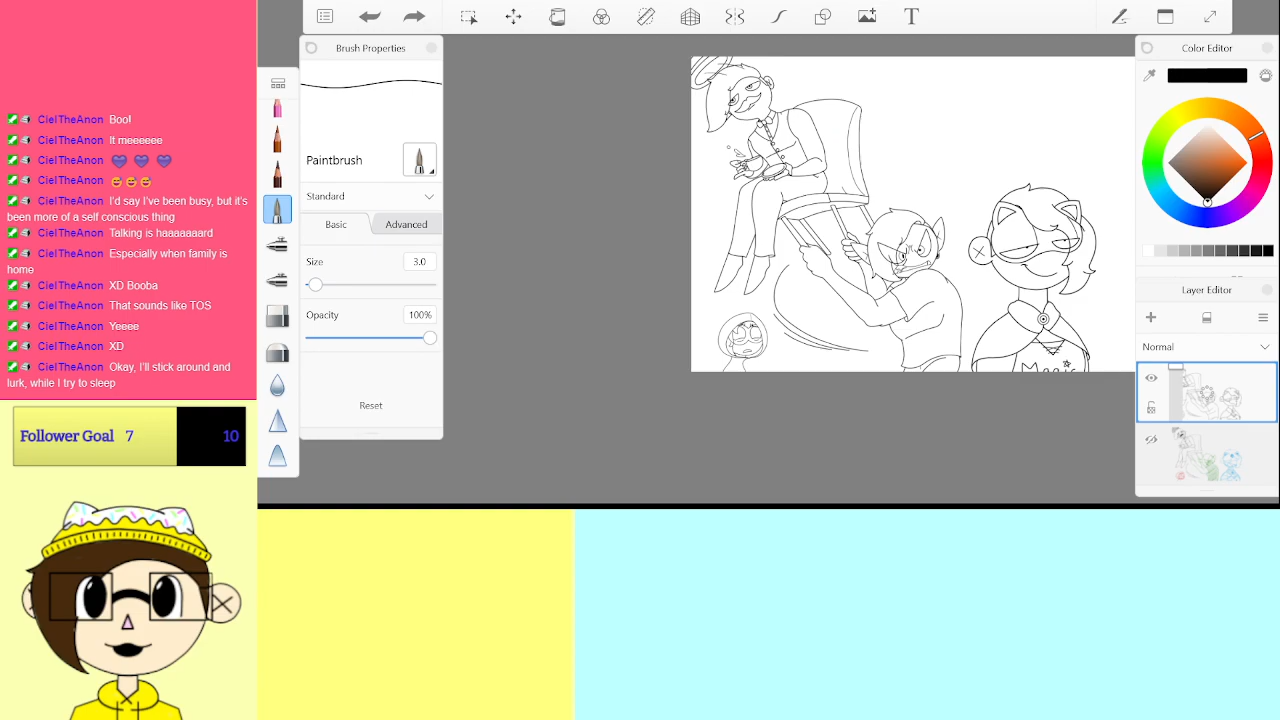 Brush Properties
Color Editor
CielTheAnon Boo!
CielTheAnon It meeeeee
CielTheAnon 💜 💜 💜
CielTheAnon 😅 😅 😅
CielTheAnon I'd say I've been busy, but it's
been more of a self conscious thing
CielTheAnon Talking is haaaaaard
CielTheAnon Especially when family is
home
CielTheAnon XD Booba
CielTheAnon That sounds like TOS
CielTheAnon Yeeee
CielTheAnon XD
CielTheAnon Okay, I'll stick around and
lurk, while I try to sleep
Paintbrush
Standard
Basic
Advanced
Size
3.0
Opacity
100%
Reset
Layer Editor
Normal
Follower Goal 7
10
T